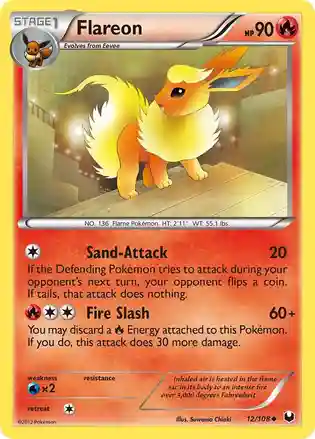 STAGE1
Flareon
HP 90
Evolves from Eevee
NO. 136 Flame Pokémon. HT. 2'11" WT. 55.1 lbs
Sand-Attack 20
If the Defending Pokémon tries to attack during your
opponent's next turn, your opponent flips a coin.
If tails, that attack does nothing.
Fire Slash 60+
You may discard a Energy attached to this Pokémon.
If you do, this attack does 30 more damage.
weakness resistance
×2
retreat
Inhaled air is heated in the flame
sac in its body to an intense fire
over 3,000 degrees Fahrenheit.
©2012 Pokémon
Illus. Sumiyoshi Chizki
12/108